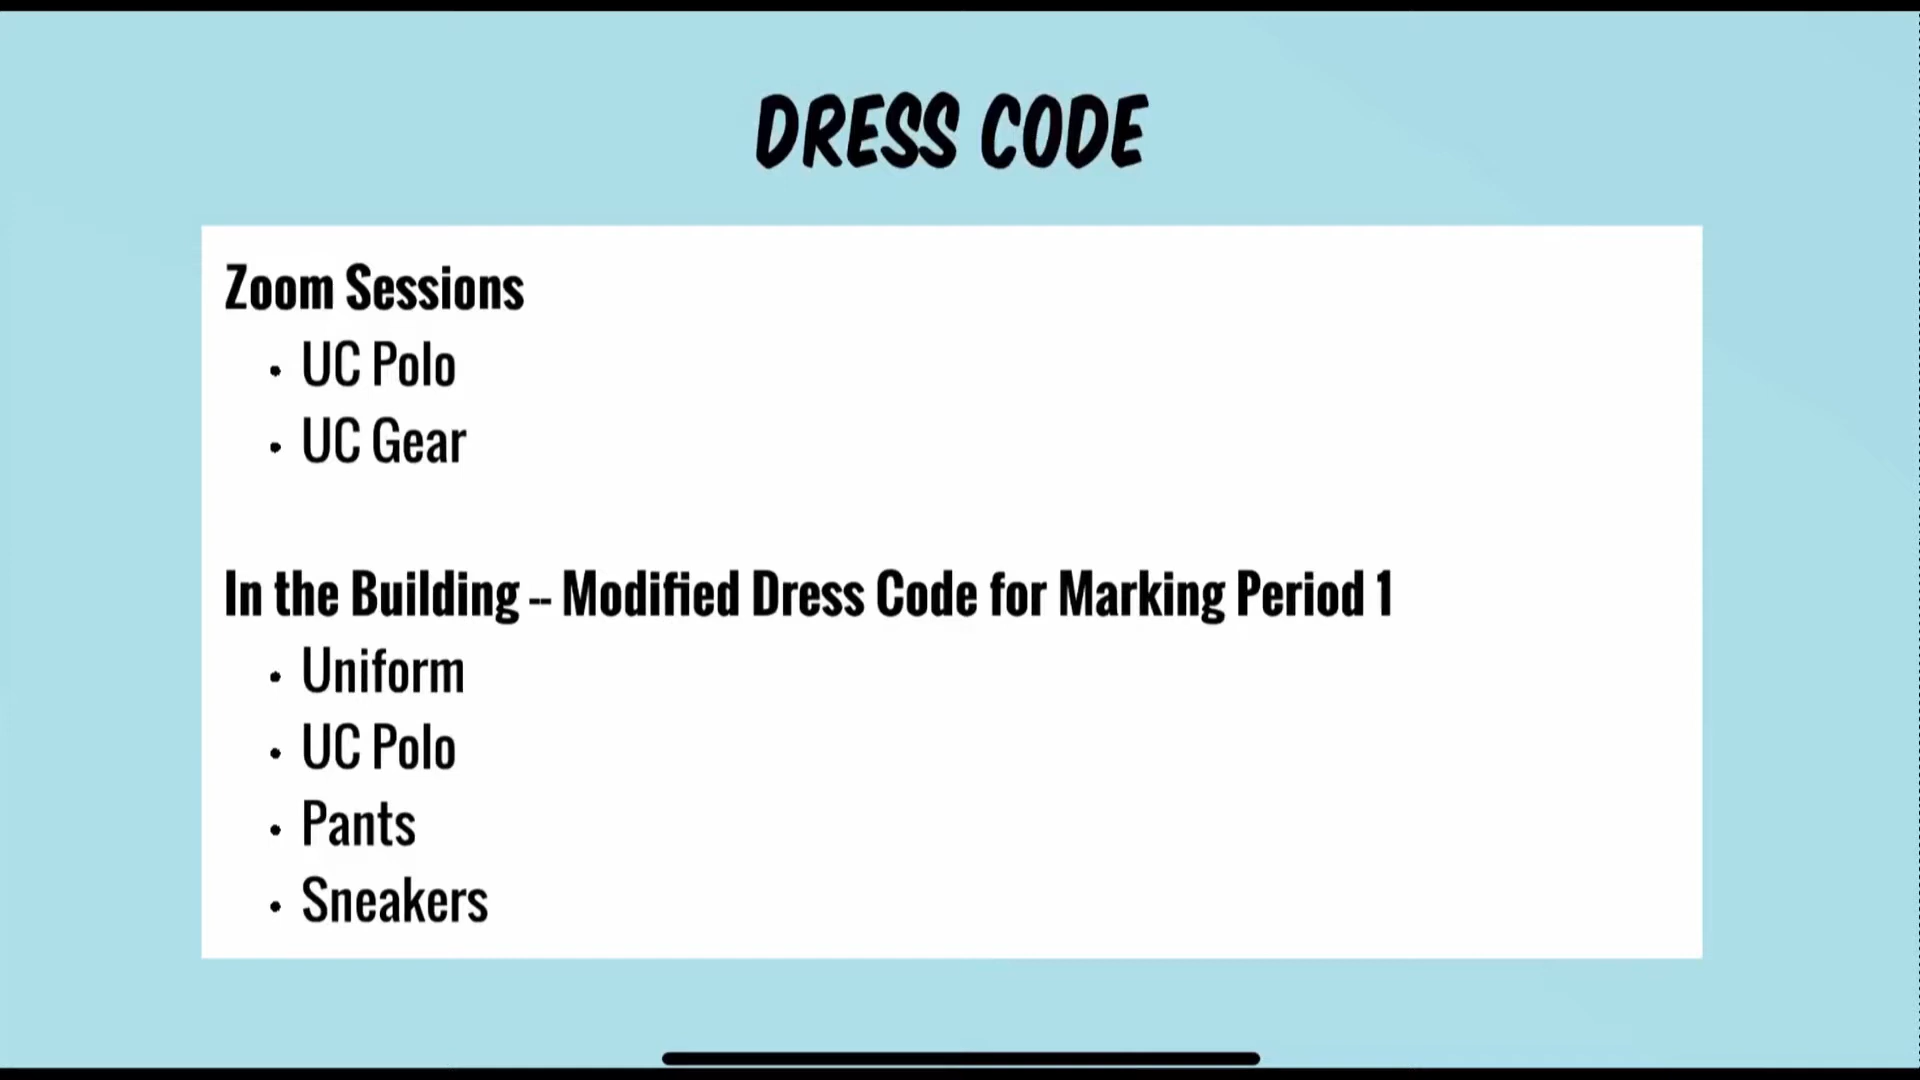 DRESS CODE
Zoom Sessions
• UC Polo
• UC Gear
In the Building -- Modified Dress Code for Marking Period 1
• Uniform
• UC Polo
• Pants
• Sneakers